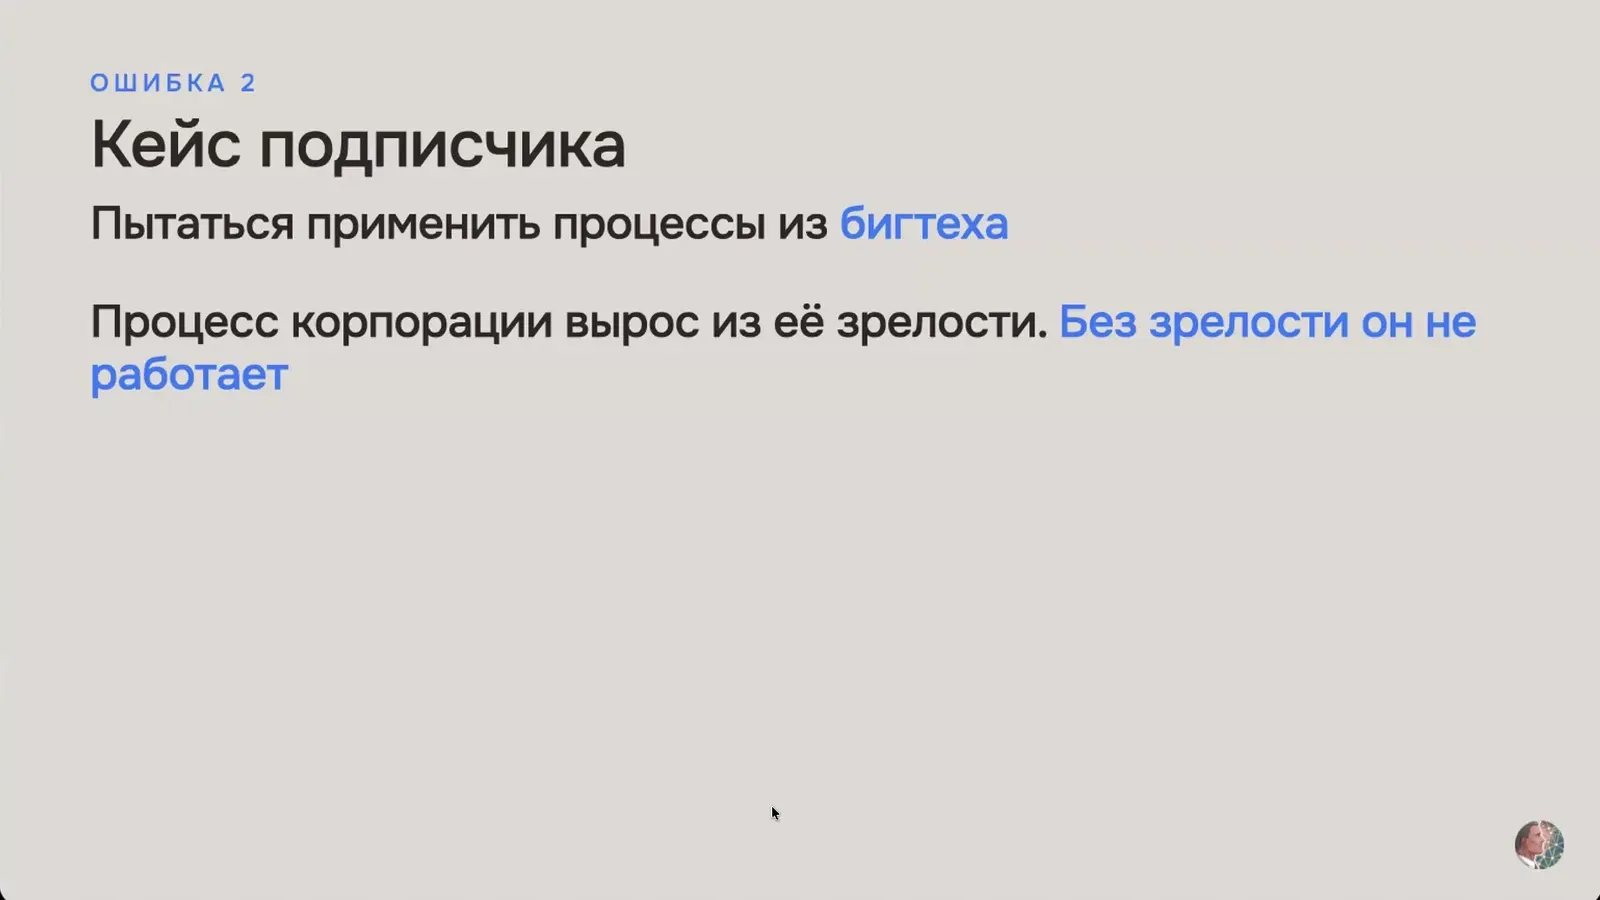 ОШИБКА 2
Кейс подписчика
Пытаться применить процессы из бигтеха
Процесс корпорации вырос из её зрелости. Без зрелости он не
работает